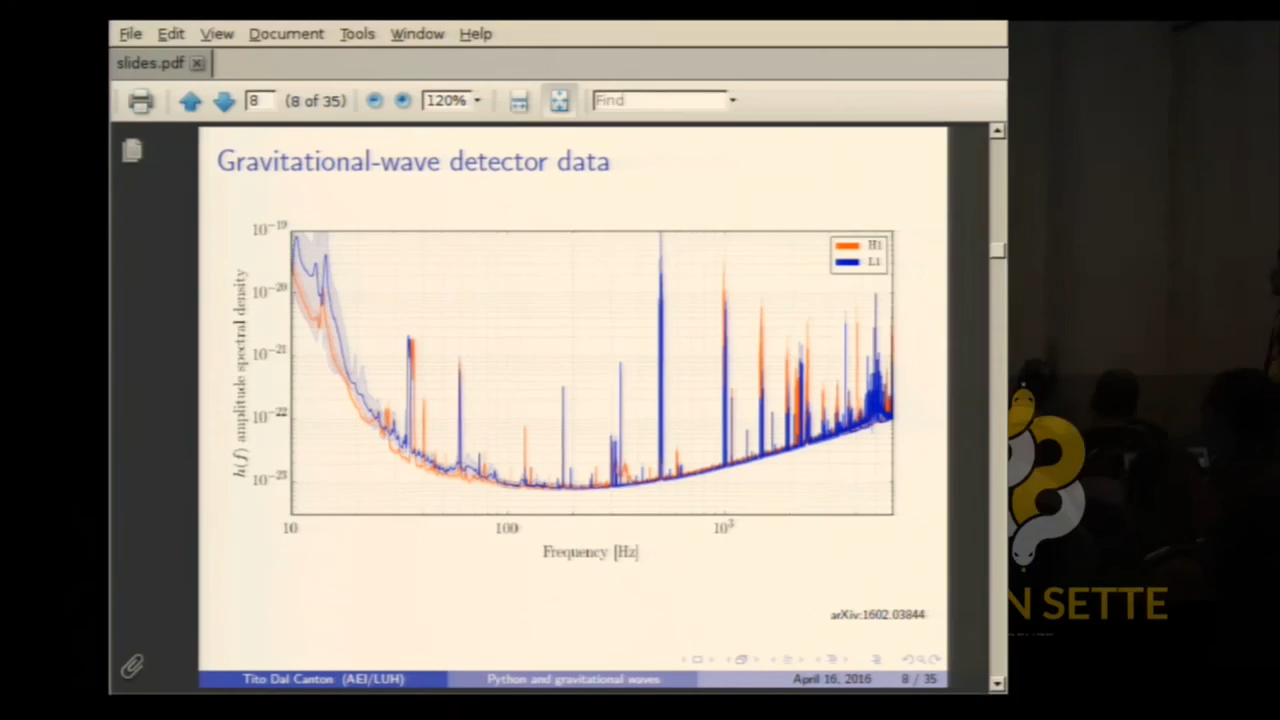 File Edit View Document Tools Window Help
slides.pdf
8 (8 of 35) 120% Find
Gravitational-wave detector data
10−19
10−20
10−21
10−22
10−23
h(f) amplitude spectral density
H1
L1
10 100 10³
Frequency [Hz]
arXiv:1602.03844
Tito Dal Canton (AEI/LUH) Python and gravitational waves April 16, 2016 8 / 35
N SETTE